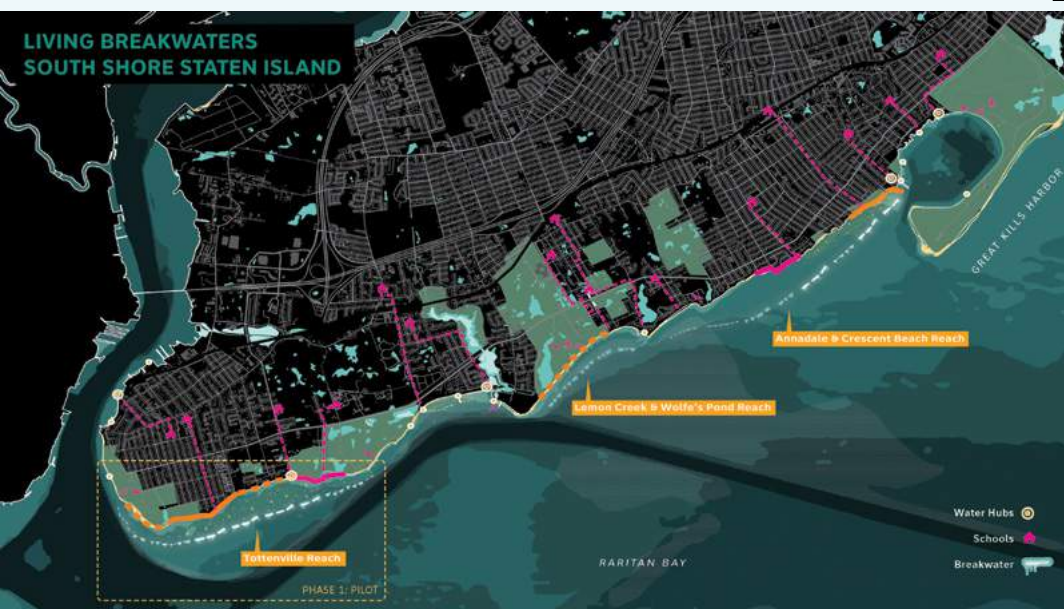 LIVING BREAKWATERS
SOUTH SHORE STATEN ISLAND
GREAT KILLS HARBOR
Annadale & Crescent Beach Reach
Lemon Creek & Wolfe's Pond Reach
Tottenville Reach
PHASE 1: PILOT
RARITAN BAY
Water Hubs
Schools
Breakwater